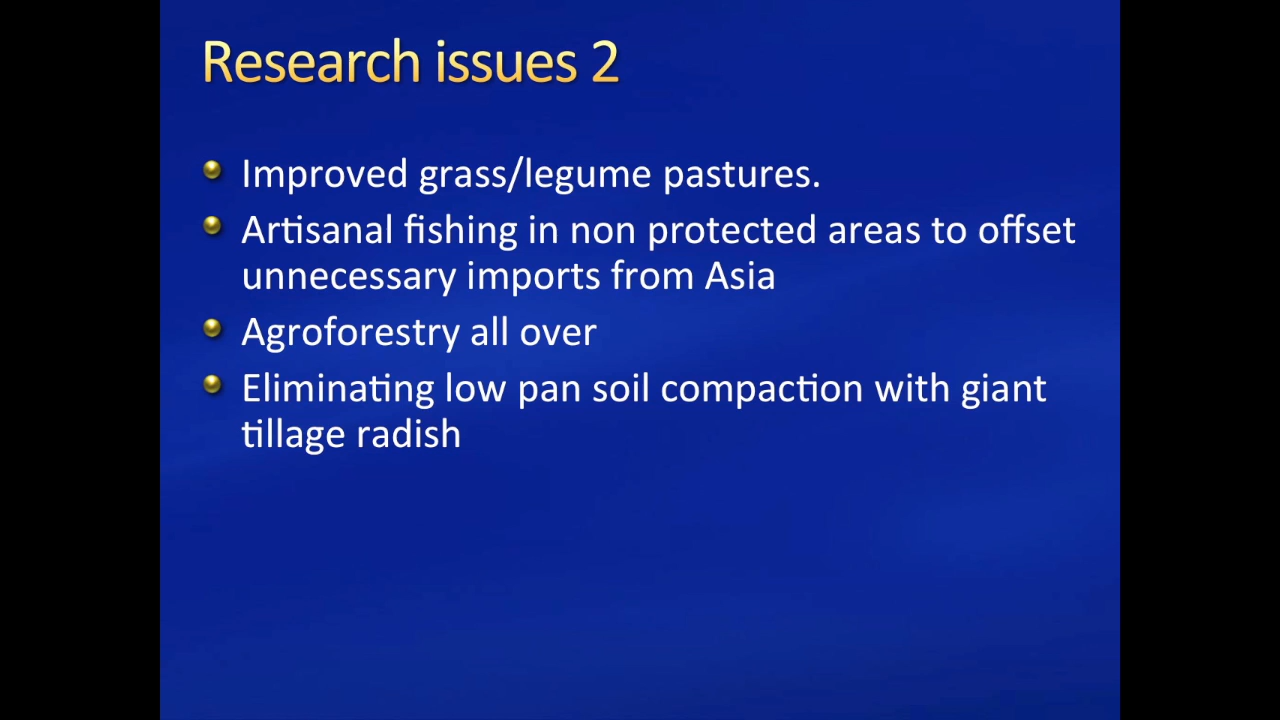 Research issues 2
Improved grass/legume pastures.
Artisanal fishing in non protected areas to offset
unnecessary imports from Asia
Agroforestry all over
Eliminating low pan soil compaction with giant
tillage radish